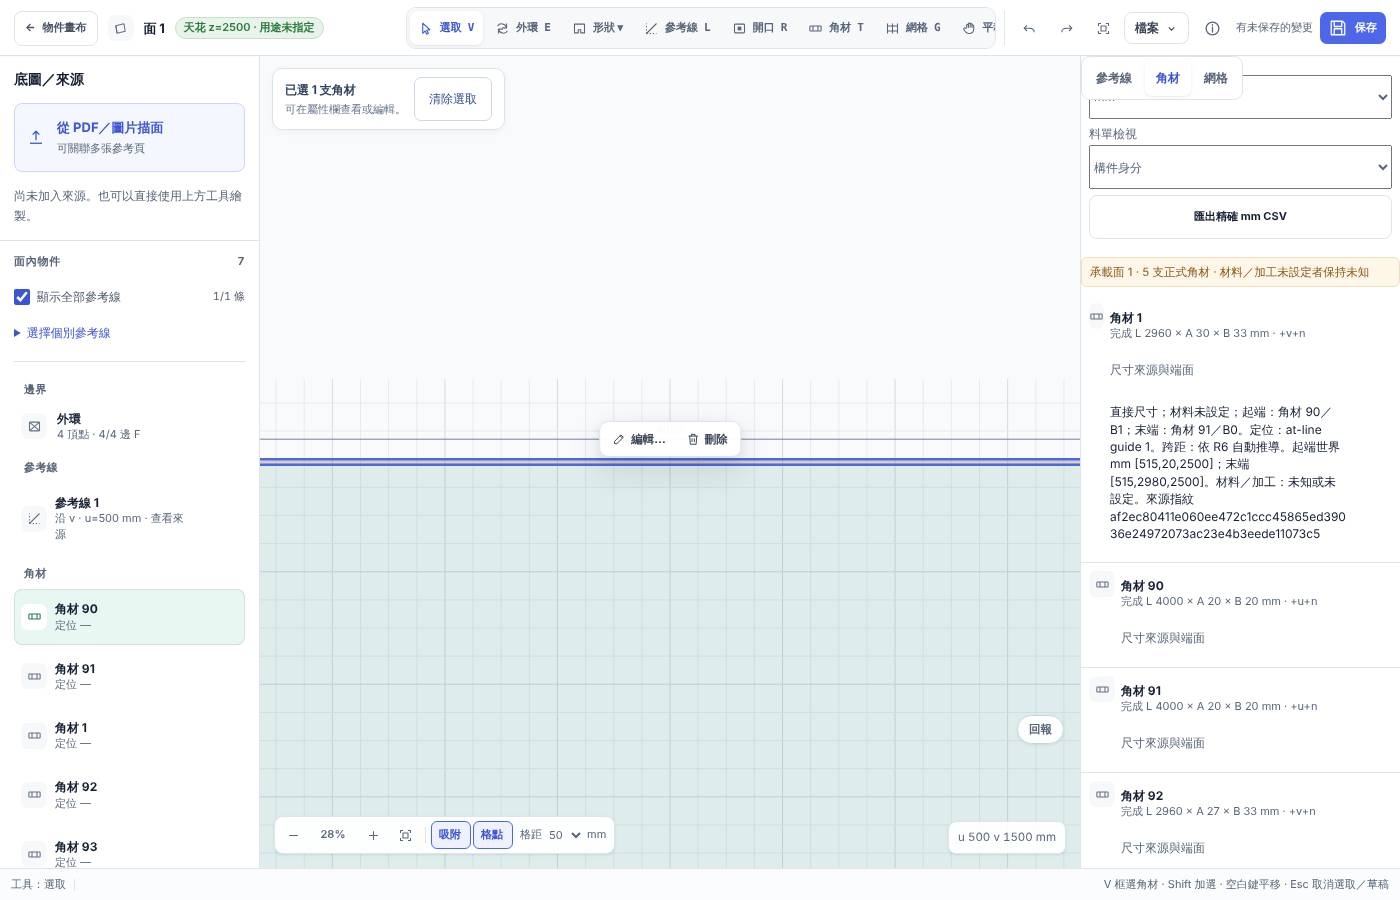 物件畫布
面 1
天花 z=2500 · 用途未指定
選取 V
外環 E
形狀▾
參考線 L
開口 R
角材 T
網格 G
檔案
有未保存的變更
保存
底圖／來源
從 PDF／圖片描面
可關聯多張參考頁
尚未加入來源。也可以直接使用上方工具繪
製。
面內物件
7
顯示全部參考線
1/1 條
選擇個別參考線
邊界
外環
4 頂點 · 4/4 邊 F
參考線
參考線 1
沿 v · u=500 mm · 查看來
源
角材
角材 90
定位 —
角材 91
定位 —
角材 1
定位 —
角材 92
定位 —
角材 93
定位 —
已選 1 支角材
可在屬性欄查看或編輯。
清除選取
編輯…
刪除
回報
28%
吸附
格點
格距
50
mm
u 500 v 1500 mm
參考線
角材
網格
料單檢視
構件身分
匯出精確 mm CSV
承載面 1 · 5 支正式角材 · 材料／加工未設定者保持未知
角材 1
完成 L 2960 × A 30 × B 33 mm · +v+n
尺寸來源與端面
直接尺寸；材料未設定；起端：角材 90／
B1；末端：角材 91／B0。定位：at-line
guide 1。跨距：依 R6 自動推導。起端世界
mm [515,20,2500]；末端
[515,2980,2500]。材料／加工：未知或未
設定。來源指紋
af2ec80411e060ee472c1ccc45865ed390
36e24972073ac23e4b3eede11073c5
角材 90
完成 L 4000 × A 20 × B 20 mm · +u+n
尺寸來源與端面
角材 91
完成 L 4000 × A 20 × B 20 mm · +u+n
尺寸來源與端面
角材 92
完成 L 2960 × A 27 × B 33 mm · +v+n
尺寸來源與端面
工具：選取
V 框選角材 · Shift 加選 · 空白鍵平移 · Esc 取消選取／草稿